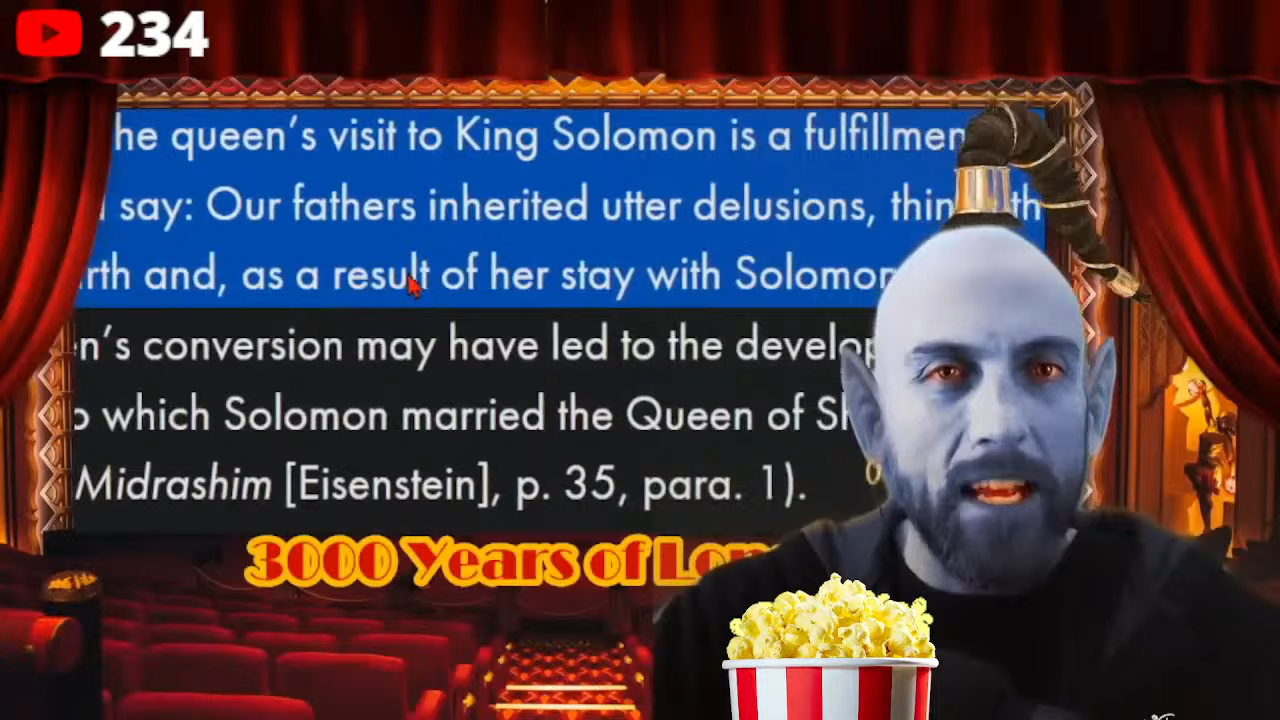 234
he queen's visit to King Solomon is a fulfillmen
say: Our fathers inherited utter delusions, thin th
rth and, as a result of her stay with Solomon
n's conversion may have led to the develop
o which Solomon married the Queen of Sh
Midrashim [Eisenstein], p. 35, para. 1).
3000 Years of Lon